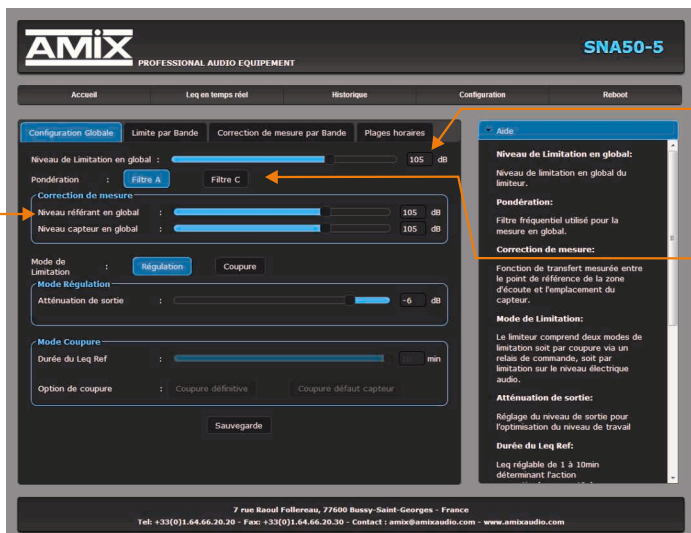 AMIX
PROFESSIONAL AUDIO EQUIPEMENT
SNA50-5
Accueil
Leq en temps réel
Historique
Configuration
Reboot
Configuration Globale
Limite par Bande
Correction de mesure par Bande
Plages horaires
Niveau de Limitation en global : 105 dB
Pondération : Filtre A Filtre C
Correction de mesure
Niveau référant en global : 105 dB
Niveau capteur en global : 105 dB
Mode de
Limitation : Régulation Coupure
Mode Régulation
Atténuation de sortie : -6 dB
Mode Coupure
Durée du Leq Ref : min
Option de coupure : Coupure définitive Coupure défaut capteur
Sauvegarde
Aide
Niveau de Limitation en global:
Niveau de limitation en global du
limiteur.
Pondération:
Filtre fréquentiel utilisé pour la
mesure en global.
Correction de mesure:
Fonction de transfert mesurée entre
le point de référence de la zone
d'écoute et l'emplacement du
capteur.
Mode de Limitation:
Le limiteur comprend deux modes de
limitation soit par coupure via un
relais de commande, soit par
limitation sur le niveau électrique
audio.
Atténuation de sortie:
Réglage du niveau de sortie pour
l'optimisation du niveau de travail
Durée du Leq Ref:
Leq réglable de 1 à 10min
déterminant l'action
7 rue Raoul Follereau, 77600 Bussy-Saint-Georges - France
Tel: +33(0)1.64.66.20.20 - Fax: +33(0)1.64.66.20.30 - Contact : amix@amixaudio.com - www.amixaudio.com